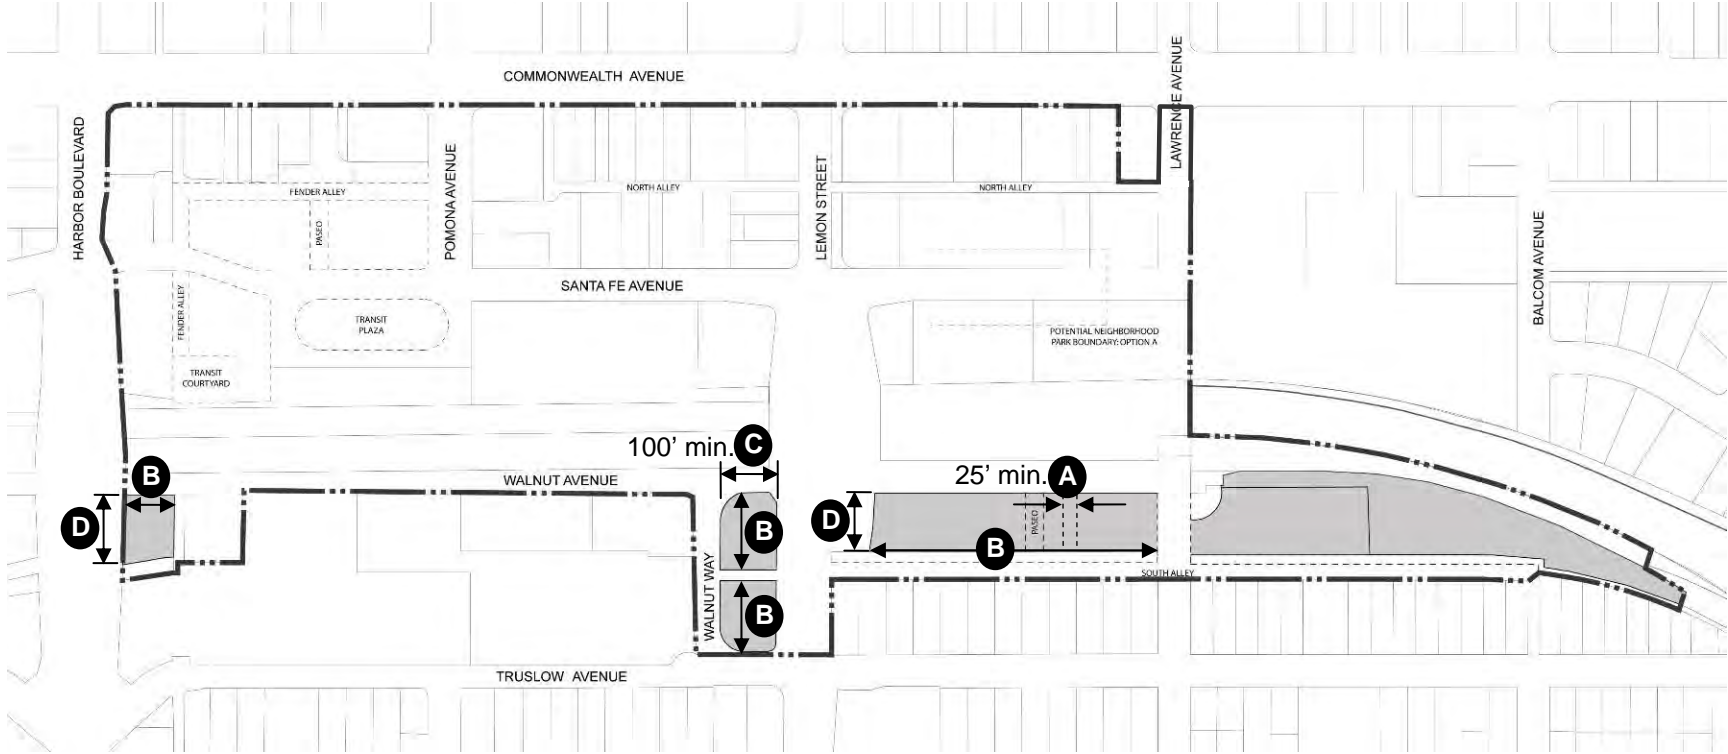 COMMONWEALTH AVENUE
LAWRENCE AVENUE
HARBOR BOULEVARD
POMONA AVENUE
LEMON STREET
FENDER ALLEY
NORTH ALLEY
NORTH ALLEY
PASEO
BALCOM AVENUE
SANTA FE AVENUE
FENDER ALLEY
TRANSIT
PLAZA
POTENTIAL NEIGHBORHOOD
PARK BOUNDARY: OPTION A
TRANSIT
COURTYARD
100’ min. C
B
WALNUT AVENUE
25’ min. A
D
B
D
PASEO
B
SOUTH ALLEY
WALNUT WAY
B
TRUSLOW AVENUE